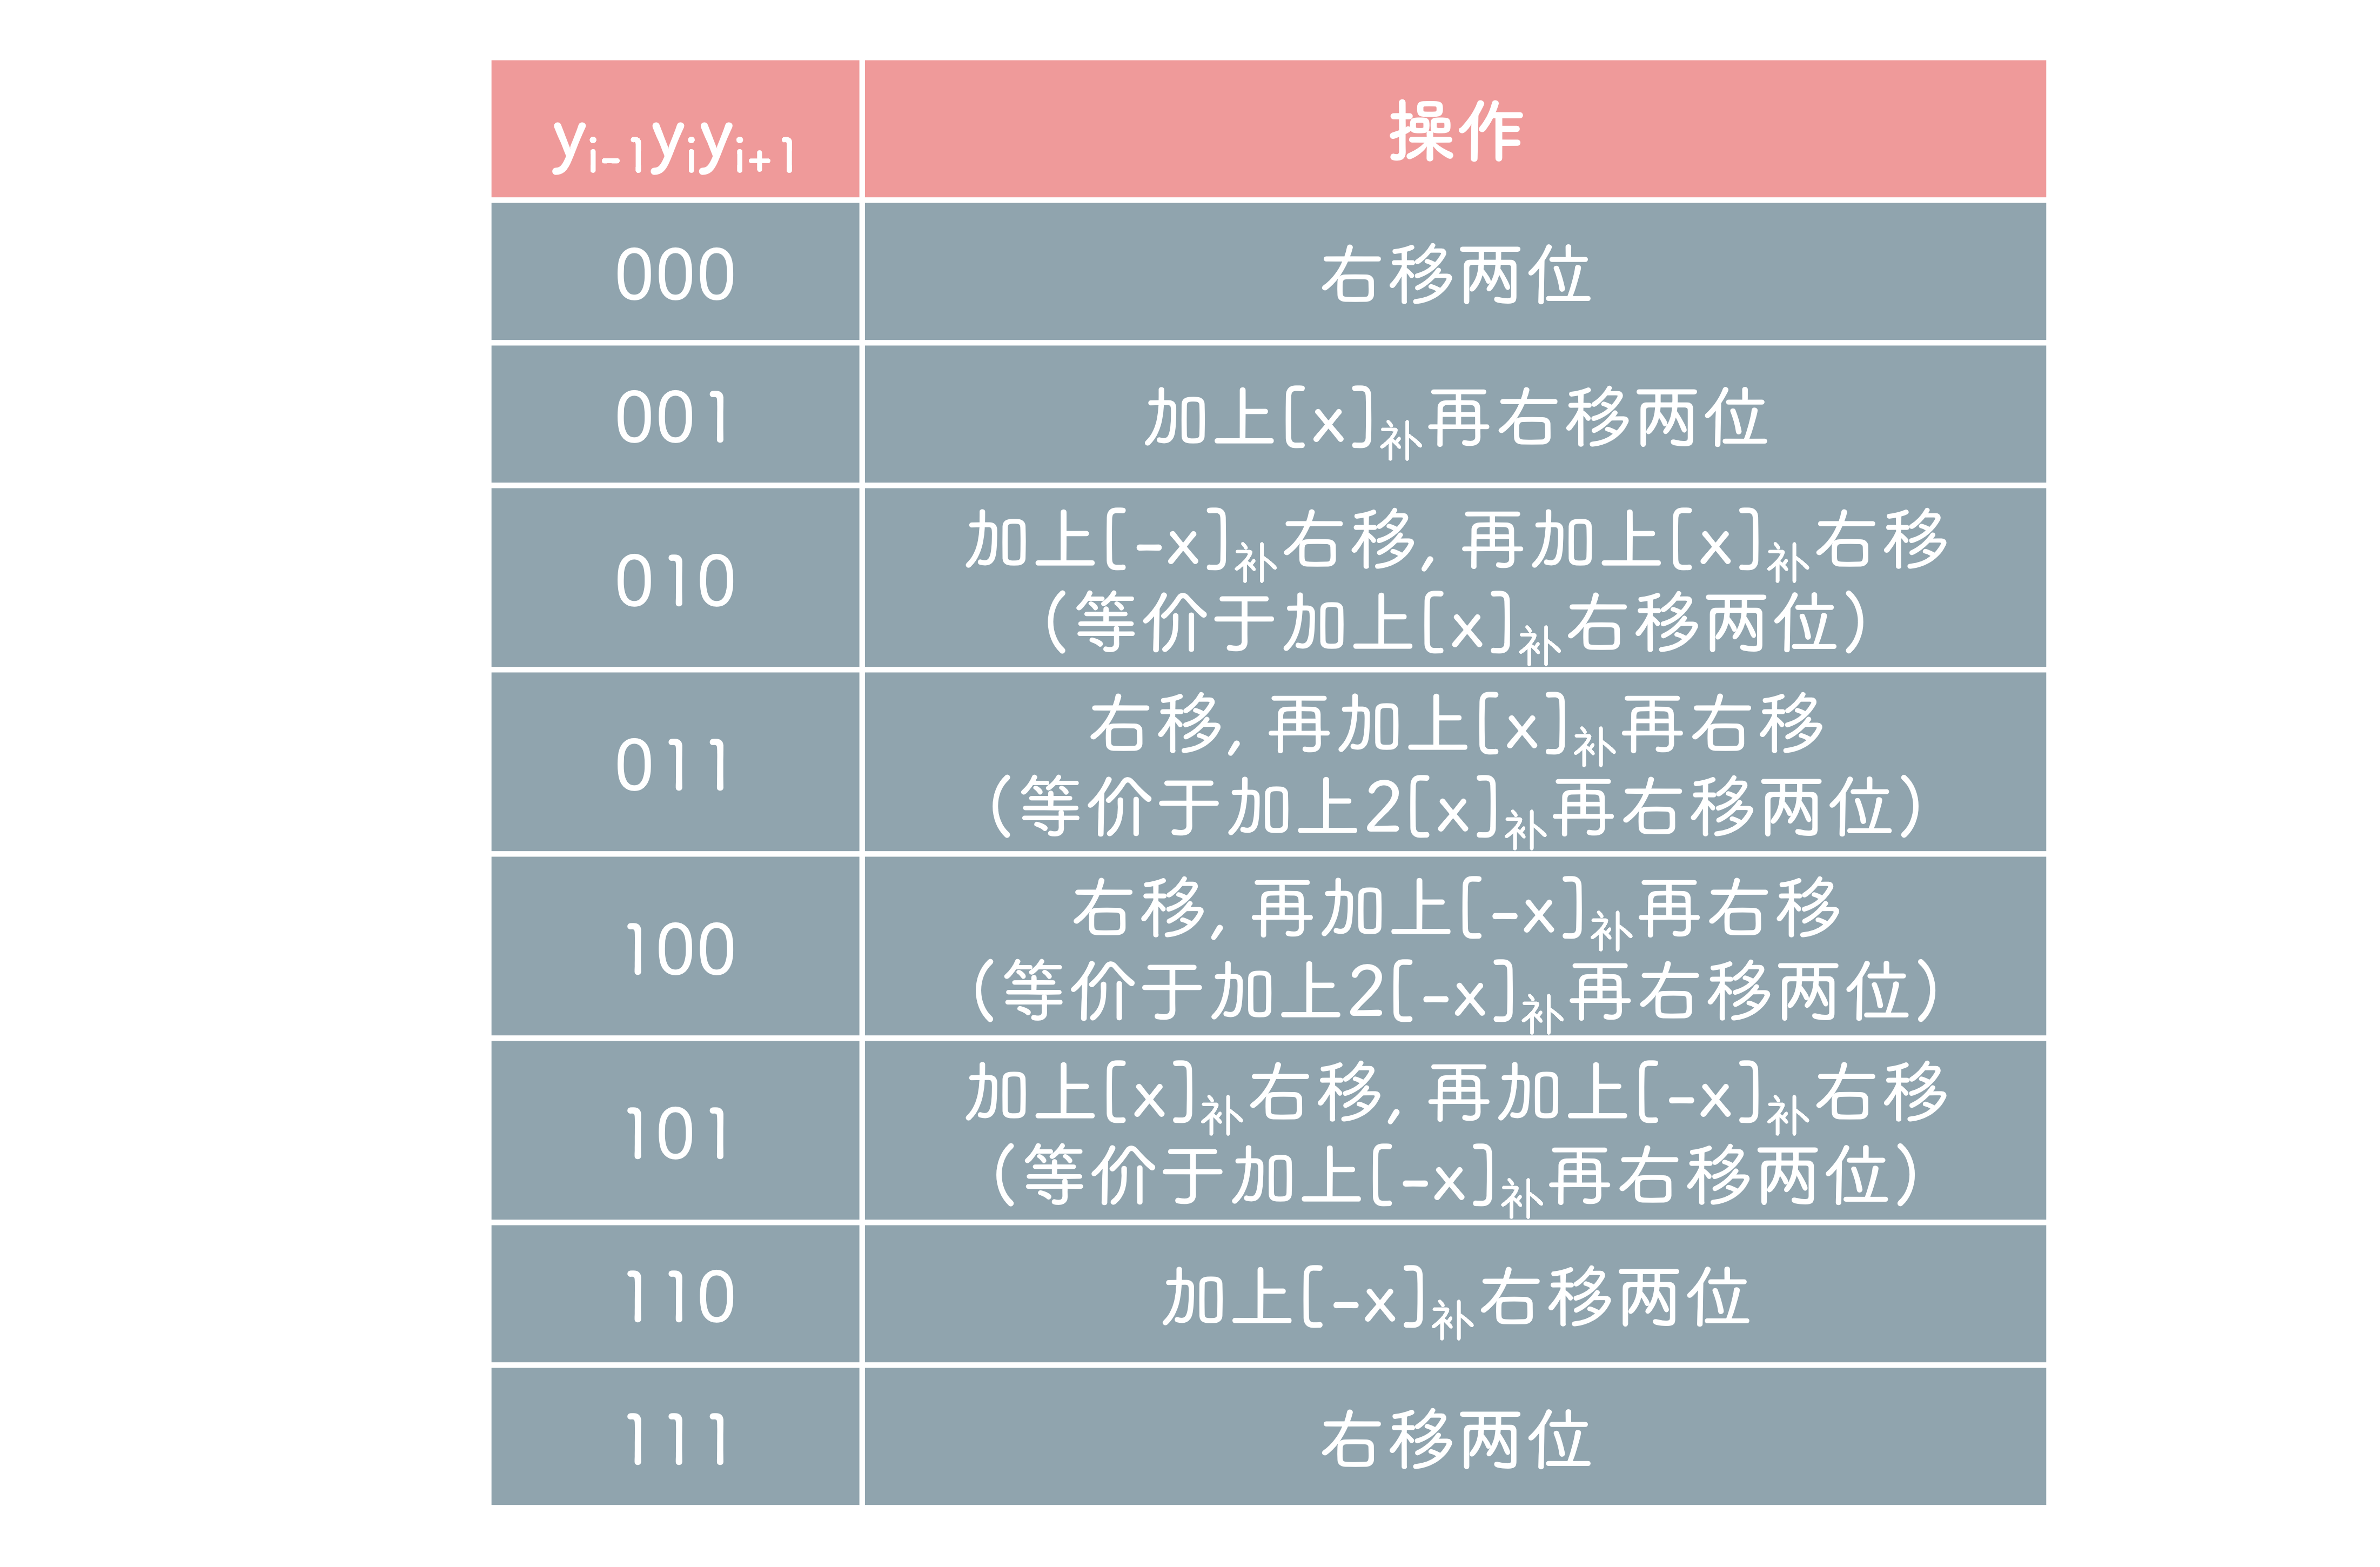 yi-1yiyi+1 操作
000 右移两位
001 加上[x]补再右移两位
010 加上[-x]补右移, 再加上[x]补右移
(等价于加上[x]补右移两位)
011 右移, 再加上[x]补再右移
(等价于加上2[x]补再右移两位)
100 右移, 再加上[-x]补再右移
(等价于加上2[-x]补再右移两位)
101 加上[x]补右移, 再加上[-x]补右移
(等价于加上[-x]补再右移两位)
110 加上[-x]补右移两位
111 右移两位